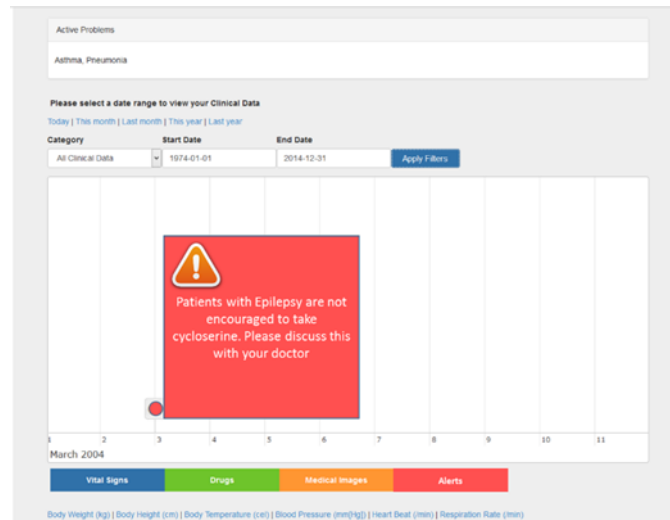 Active Problems
Asthma, Pneumonia
Please select a date range to view your Clinical Data
Today | This month | Last month | This year | Last year
Category Start Date End Date
All Clinical Data 1974-01-01 2014-12-31 Apply Filters
Patients with Epilepsy are not
encouraged to take
cycloserine. Please discuss this
with your doctor
1 2 3 4 5 6 7 8 9 10 11
March 2004
Vital Signs Drugs Medical Images Alerts
Body Weight (kg) | Body Height (cm) | Body Temperature (cel) | Blood Pressure (mm[Hg]) | Heart Beat (/min) | Respiration Rate (/min)